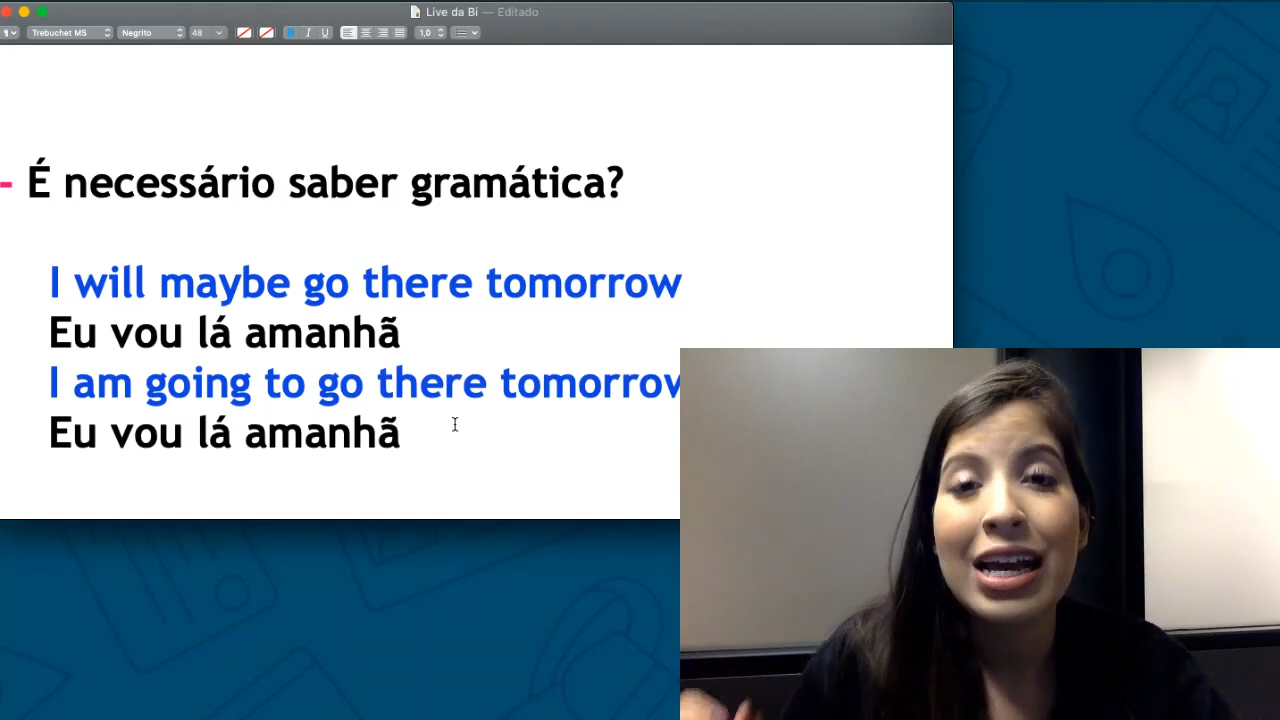 Live da Bi — Editado
Trebuchet MS Negrito 48 B I U 1,0
- É necessário saber gramática?
I will maybe go there tomorrow
Eu vou lá amanhã
I am going to go there tomorrow
Eu vou lá amanhã